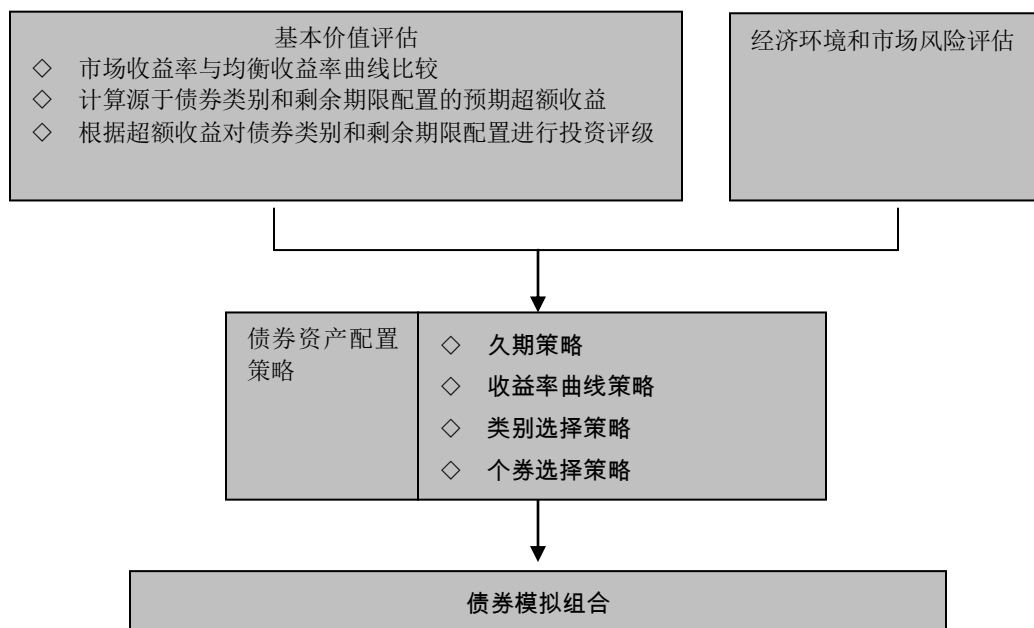 基本价值评估
◇ 市场收益率与均衡收益率曲线比较
◇ 计算源于债券类别和剩余期限配置的预期超额收益
◇ 根据超额收益对债券类别和剩余期限配置进行投资评级
经济环境和市场风险评估
债券资产配置
策略
◇ 久期策略
◇ 收益率曲线策略
◇ 类别选择策略
◇ 个券选择策略
债券模拟组合